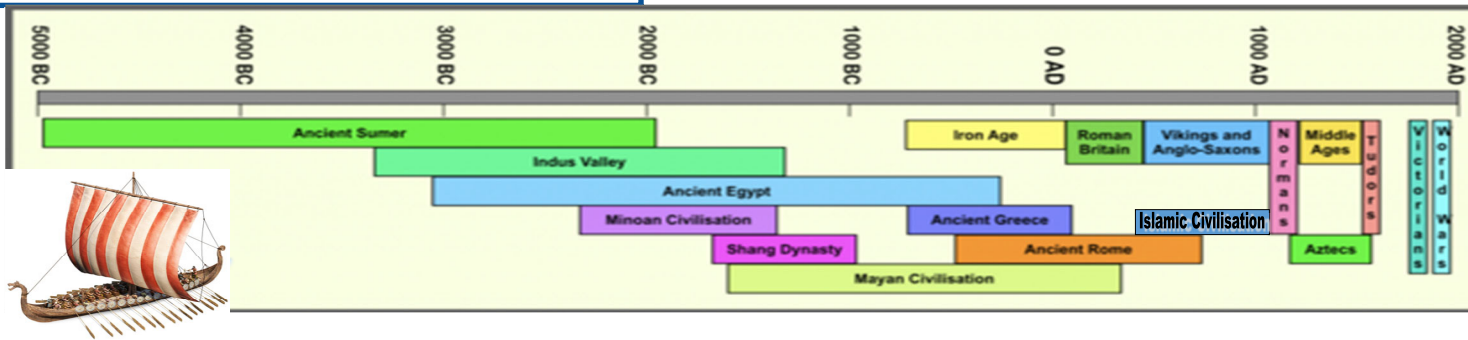 5000 BC
4000 BC
3000 BC
2000 BC
1000 BC
0 AD
1000 AD
2000 AD
Ancient Sumer
Iron Age
Roman
Britain
Vikings and
Anglo-Saxons
Normans
Middle
Ages
Tudors
Victorians
World Wars
Indus Valley
Ancient Egypt
Minoan Civilisation
Ancient Greece
Islamic Civilisation
Shang Dynasty
Ancient Rome
Aztecs
Mayan Civilisation